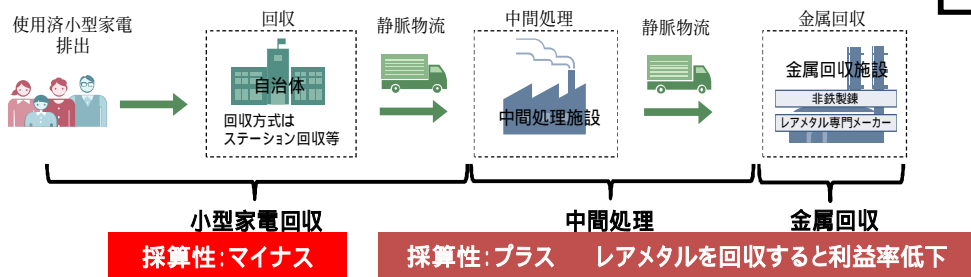 使用済小型家電
排出
回収
静脈物流
中間処理
静脈物流
金属回収
自治体
回収方式は
ステーション回収等
中間処理施設
金属回収施設
非鉄製錬
レアメタル専門メーカー
小型家電回収
中間処理
金属回収
採算性:マイナス
採算性:プラス　レアメタルを回収すると利益率低下